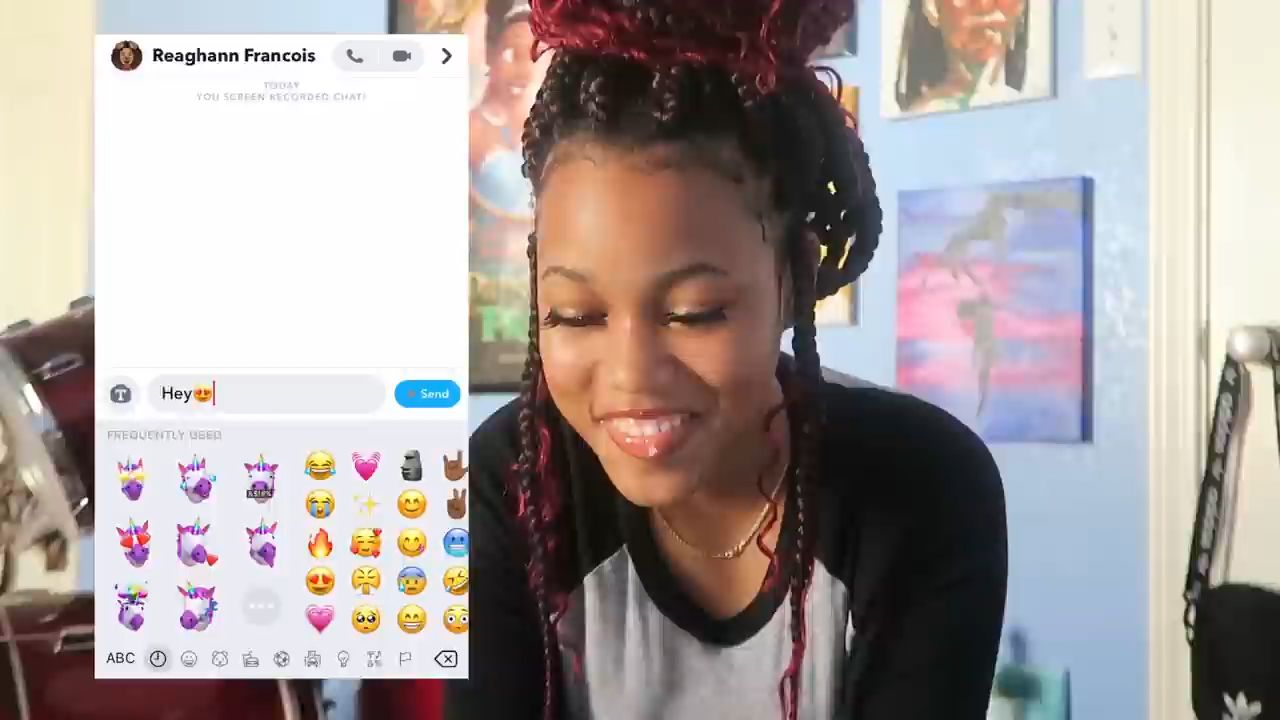 Reaghann Francois
TODAY
YOU SCREEN RECORDED CHAT!
Hey😍
Send
FREQUENTLY USED
&$!#%
ABC